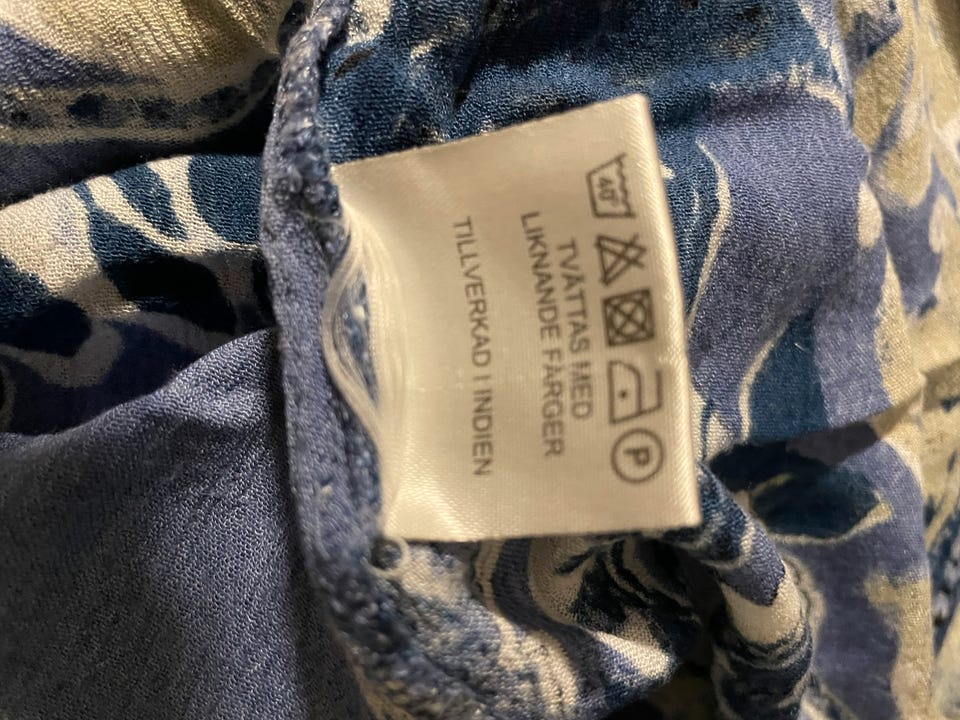 40°
P
TVÄTTAS MED
LIKNANDE FÄRGER
TILLVERKAD I INDIEN